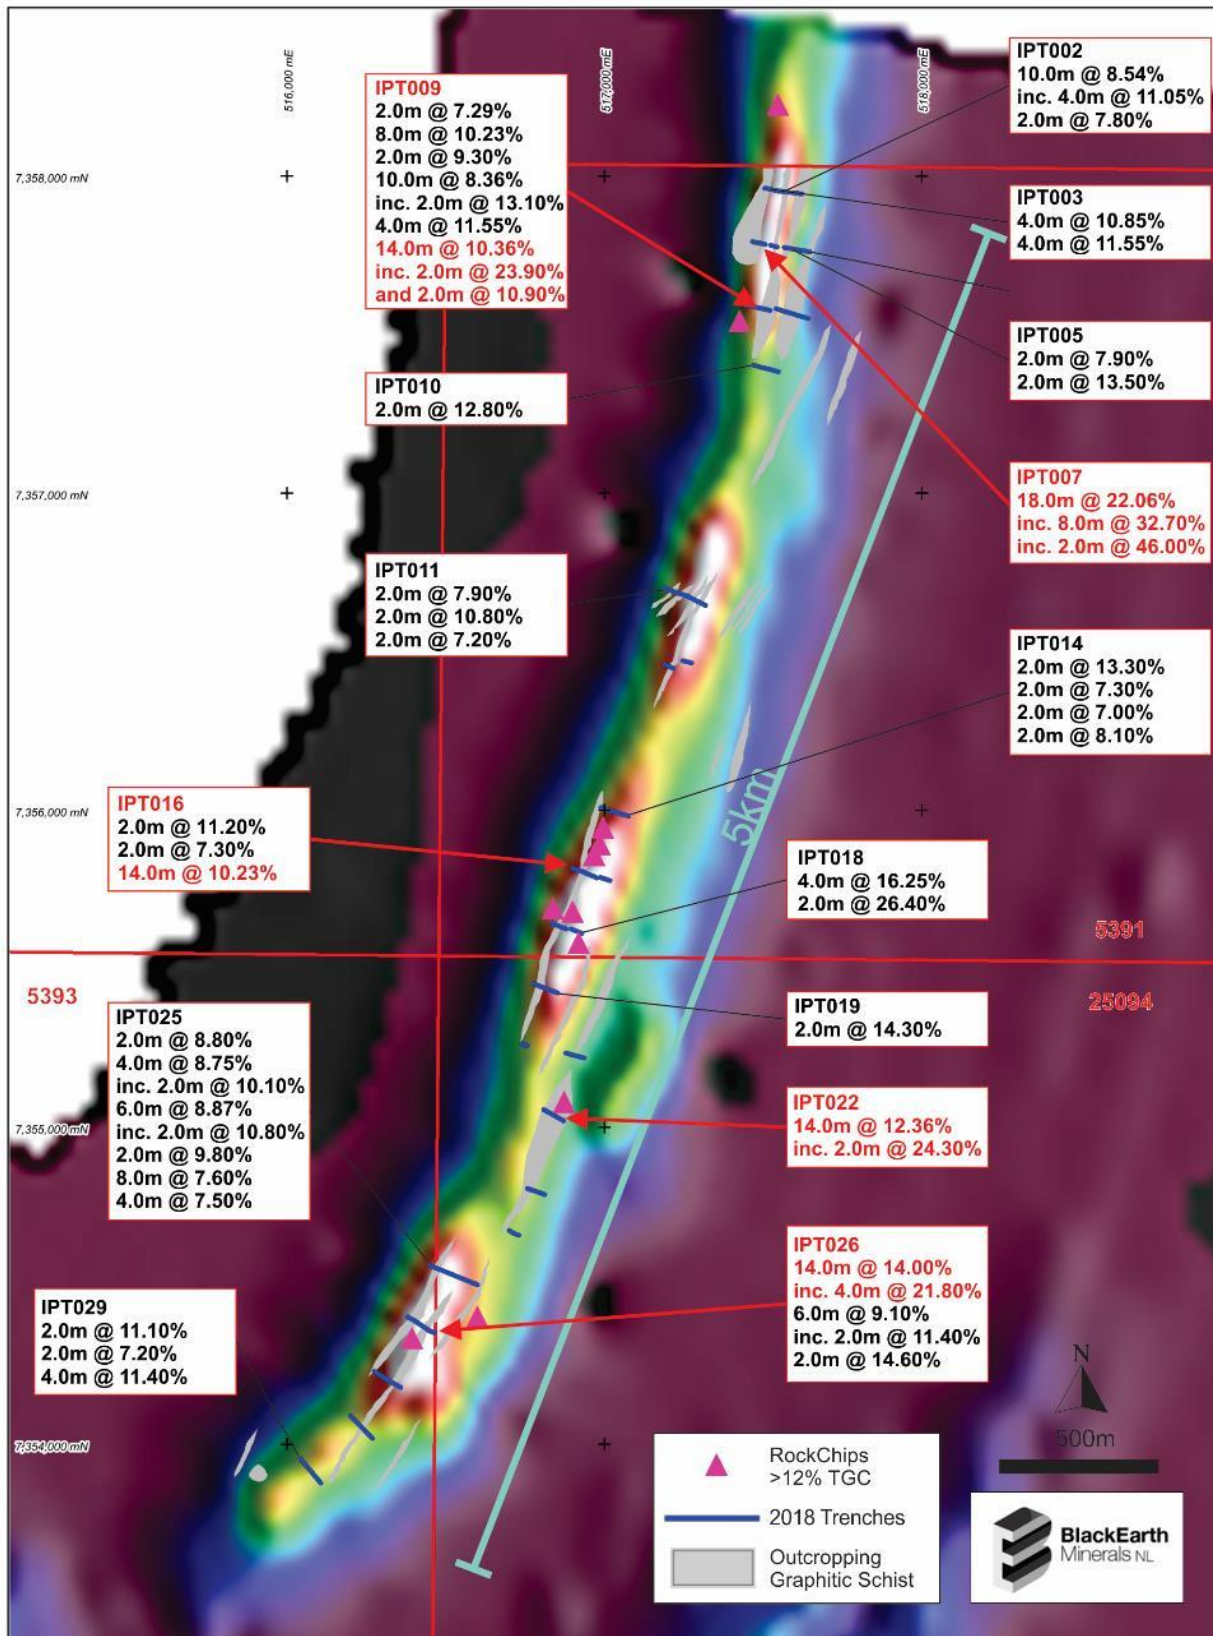 516,000 mE
517,000 mE
518,000 mE
IPT002
10.0m @ 8.54%
inc. 4.0m @ 11.05%
2.0m @ 7.80%
IPT009
2.0m @ 7.29%
8.0m @ 10.23%
2.0m @ 9.30%
10.0m @ 8.36%
inc. 2.0m @ 13.10%
4.0m @ 11.55%
14.0m @ 10.36%
inc. 2.0m @ 23.90%
and 2.0m @ 10.90%
7,358,000 mN
IPT003
4.0m @ 10.85%
4.0m @ 11.55%
IPT005
2.0m @ 7.90%
2.0m @ 13.50%
IPT010
2.0m @ 12.80%
IPT007
18.0m @ 22.06%
inc. 8.0m @ 32.70%
inc. 2.0m @ 46.00%
7,357,000 mN
IPT011
2.0m @ 7.90%
2.0m @ 10.80%
2.0m @ 7.20%
IPT014
2.0m @ 13.30%
2.0m @ 7.30%
2.0m @ 7.00%
2.0m @ 8.10%
5km
7,356,000 mN
IPT016
2.0m @ 11.20%
2.0m @ 7.30%
14.0m @ 10.23%
IPT018
4.0m @ 16.25%
2.0m @ 26.40%
5391
5393
25094
IPT019
2.0m @ 14.30%
IPT025
2.0m @ 8.80%
4.0m @ 8.75%
inc. 2.0m @ 10.10%
6.0m @ 8.87%
inc. 2.0m @ 10.80%
2.0m @ 9.80%
8.0m @ 7.60%
4.0m @ 7.50%
7,355,000 mN
IPT022
14.0m @ 12.36%
inc. 2.0m @ 24.30%
IPT026
14.0m @ 14.00%
inc. 4.0m @ 21.80%
6.0m @ 9.10%
inc. 2.0m @ 11.40%
2.0m @ 14.60%
IPT029
2.0m @ 11.10%
2.0m @ 7.20%
4.0m @ 11.40%
7,354,000 mN
N
500m
RockChips
>12% TGC
2018 Trenches
Outcropping
Graphitic Schist
BlackEarth
Minerals NL